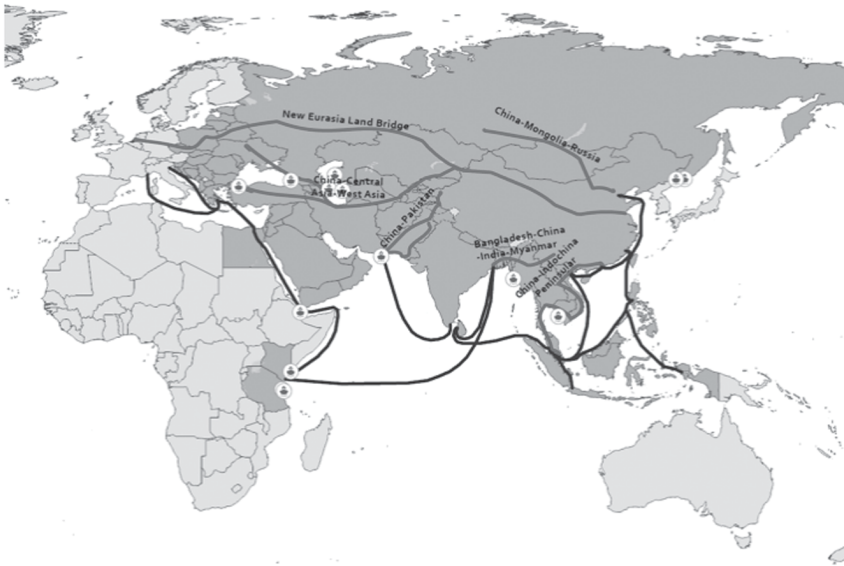 New Eurasia Land Bridge
China-Mongolia-Russia
China-Central
Asia-West Asia
China-Pakistan
Bangladesh-China
-India-Myanmar
China-Indochina
Peninsular